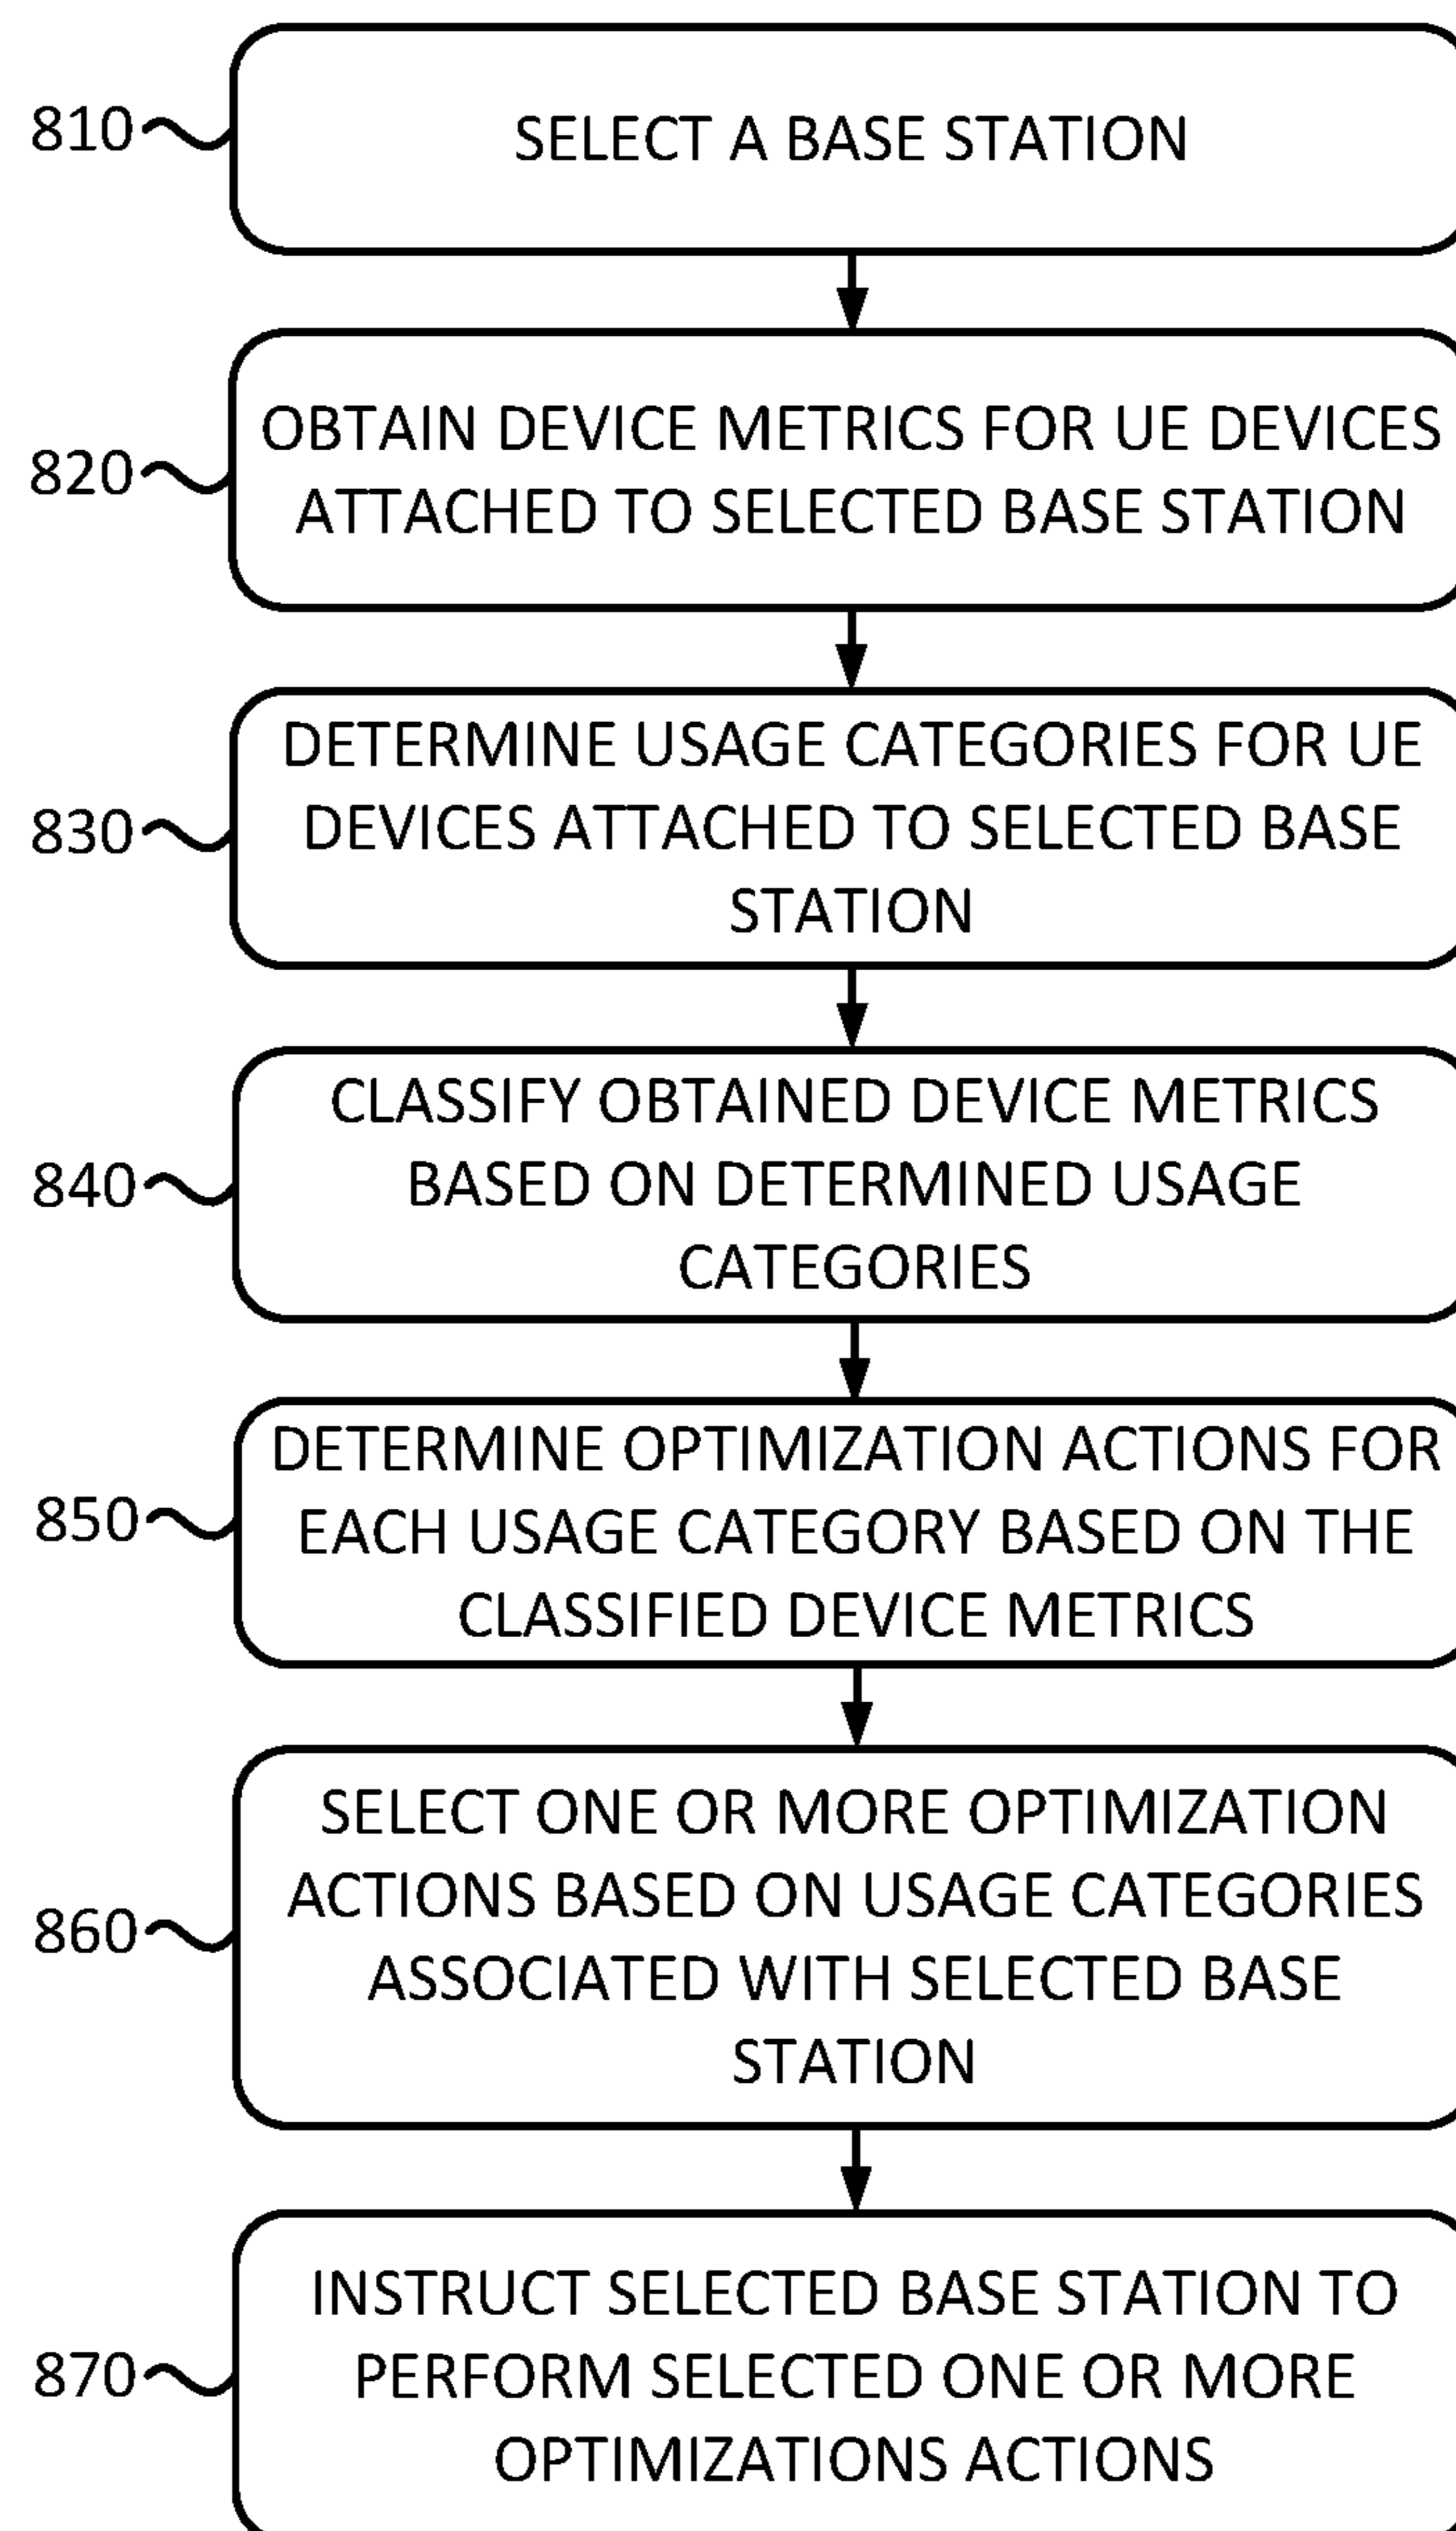 810
SELECT A BASE STATION
820
OBTAIN DEVICE METRICS FOR UE DEVICES
ATTACHED TO SELECTED BASE STATION
830
DETERMINE USAGE CATEGORIES FOR UE
DEVICES ATTACHED TO SELECTED BASE
STATION
840
CLASSIFY OBTAINED DEVICE METRICS
BASED ON DETERMINED USAGE
CATEGORIES
850
DETERMINE OPTIMIZATION ACTIONS FOR
EACH USAGE CATEGORY BASED ON THE
CLASSIFIED DEVICE METRICS
860
SELECT ONE OR MORE OPTIMIZATION
ACTIONS BASED ON USAGE CATEGORIES
ASSOCIATED WITH SELECTED BASE
STATION
870
INSTRUCT SELECTED BASE STATION TO
PERFORM SELECTED ONE OR MORE
OPTIMIZATIONS ACTIONS